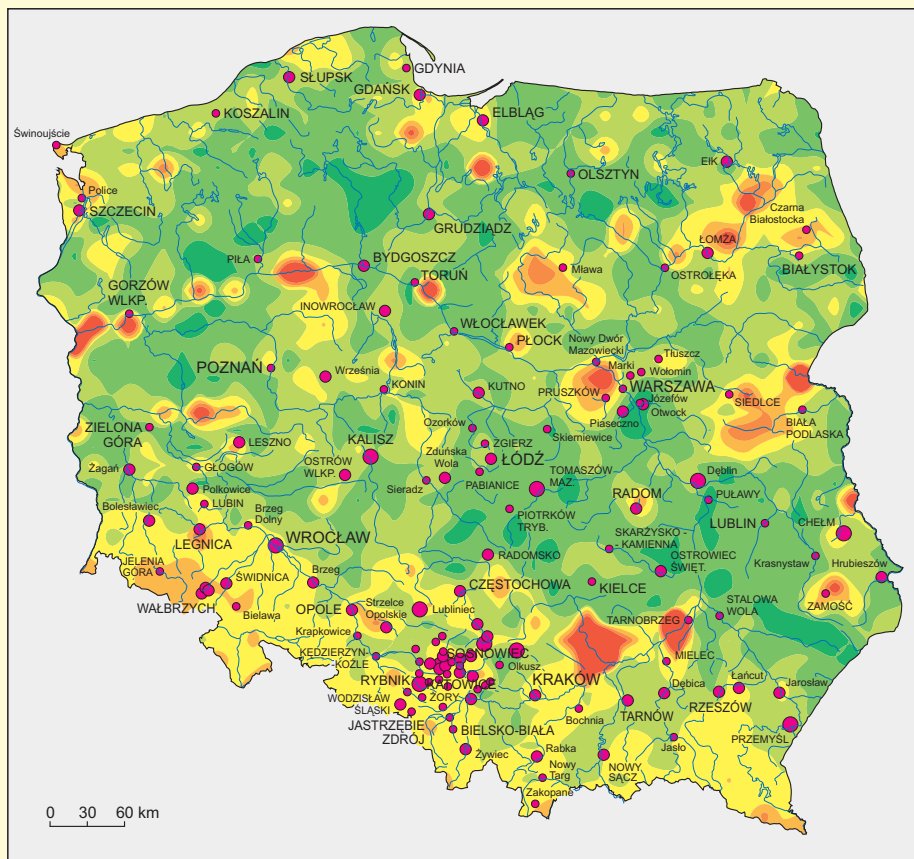 GDYNIA
SŁUPSK
GDAŃSK
KOSZALIN
ELBLĄG
Świnoujście
EŁK
OLSZTYN
Police
SZCZECIN
Czarna
Białostocka
GRUDZIĄDZ
ŁOMŻA
PIŁA
BYDGOSZCZ
Mława
OSTROŁĘKA
BIAŁYSTOK
TORUŃ
GORZÓW
WLKP.
INOWROCŁAW
WŁOCŁAWEK
PŁOCK
Nowy Dwór
Mazowiecki
Tłuszcz
Marki
Wołomin
POZNAŃ
Września
KONIN
KUTNO
WARSZAWA
PRUSZKÓW
Józefów
Otwock
Piaseczno
SIEDLCE
BIAŁA
PODLASKA
ZIELONA
GÓRA
LESZNO
KALISZ
Ozorków
ZGIERZ
Skierniewice
Zduńska
Wola
ŁÓDŹ
Żagań
GŁOGÓW
OSTRÓW
WLKP.
Sieradz
PABIANICE
TOMASZÓW
MAZ.
Dęblin
Polkowice
LUBIN
RADOM
PUŁAWY
Bolesławiec
Brzeg
Dolny
PIOTRKÓW
TRYB.
LUBLIN
CHEŁM
LEGNICA
WROCŁAW
SKARŻYSKO
-KAMIENNA
RADOMSKO
OSTROWIEC
ŚWIĘT.
Krasnystaw
Hrubieszów
JELENIA
GÓRA
ŚWIDNICA
Brzeg
CZĘSTOCHOWA
KIELCE
ZAMOŚĆ
WAŁBRZYCH
Bielawa
OPOLE
Strzelce
Opolskie
Lubliniec
STALOWA
WOLA
TARNOBRZEG
Krapkowice
KĘDZIERZYN-
KOŹLE
SOSNOWIEC
Olkusz
MIELEC
RYBNIK
KATOWICE
KRAKÓW
Łańcut
Jarosław
WODZISŁAW
ŚLĄSKI
ŻORY
Dębica
RZESZÓW
Bochnia
TARNÓW
JASTRZĘBIE
ZDRÓJ
BIELSKO-BIAŁA
PRZEMYŚL
Jasło
Żywiec
Rabka
Nowy
Targ
NOWY
SĄCZ
Zakopane
0 30 60 km